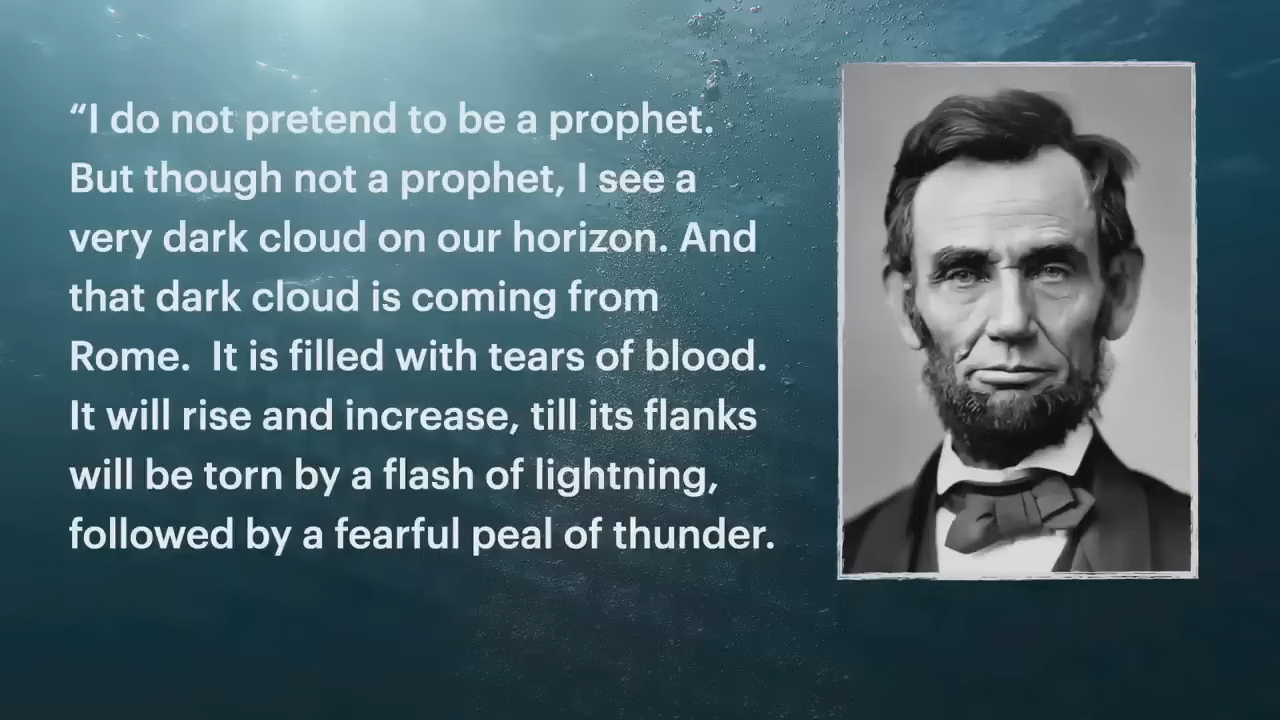 “I do not pretend to be a prophet.
But though not a prophet, I see a
very dark cloud on our horizon. And
that dark cloud is coming from
Rome.  It is filled with tears of blood.
It will rise and increase, till its flanks
will be torn by a flash of lightning,
followed by a fearful peal of thunder.